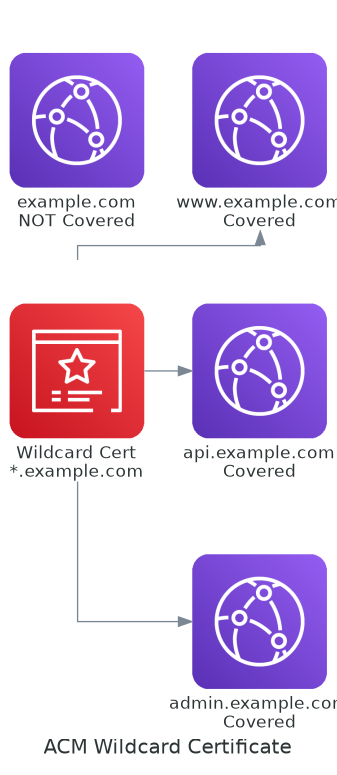 example.com
NOT Covered
www.example.com
Covered
Wildcard Cert
*.example.com
api.example.com
Covered
admin.example.com
Covered
ACM Wildcard Certificate